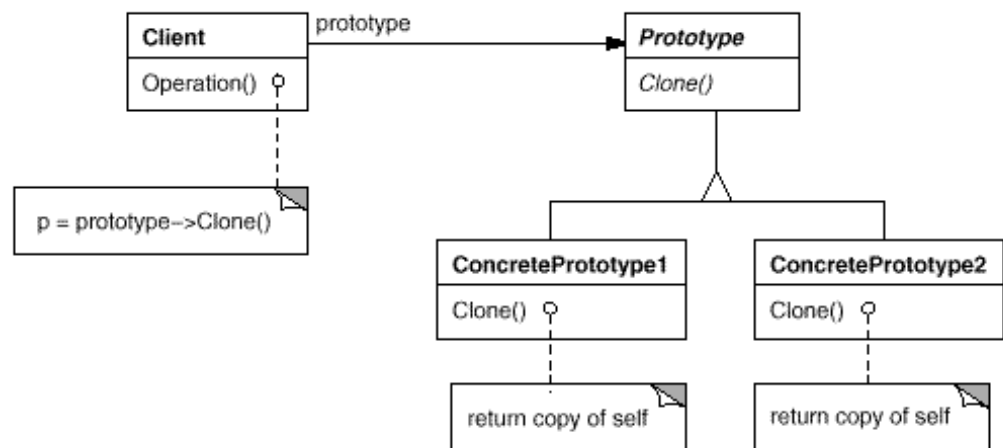 Client
prototype
Prototype
Operation()
Clone()
p = prototype->Clone()
ConcretePrototype1
ConcretePrototype2
Clone()
Clone()
return copy of self
return copy of self